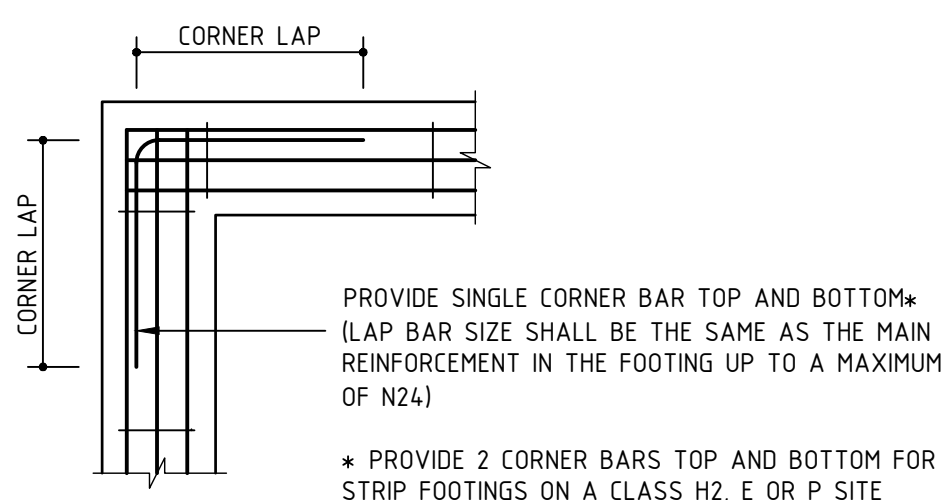 CORNER LAP
CORNER LAP
PROVIDE SINGLE CORNER BAR TOP AND BOTTOM*
(LAP BAR SIZE SHALL BE THE SAME AS THE MAIN
REINFORCEMENT IN THE FOOTING UP TO A MAXIMUM
OF N24)
* PROVIDE 2 CORNER BARS TOP AND BOTTOM FOR
STRIP FOOTINGS ON A CLASS H2, E OR P SITE